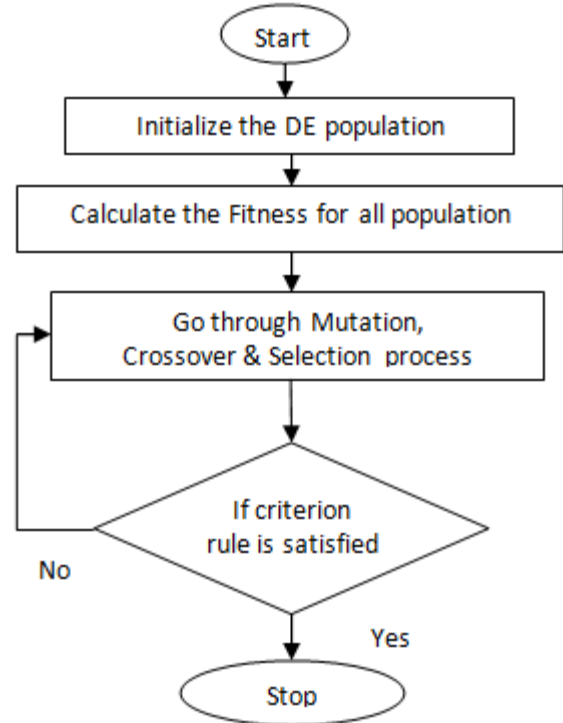 Start
Initialize the DE population
Calculate the Fitness for all population
Go through Mutation,
Crossover & Selection process
If criterion
rule is satisfied
No
Yes
Stop